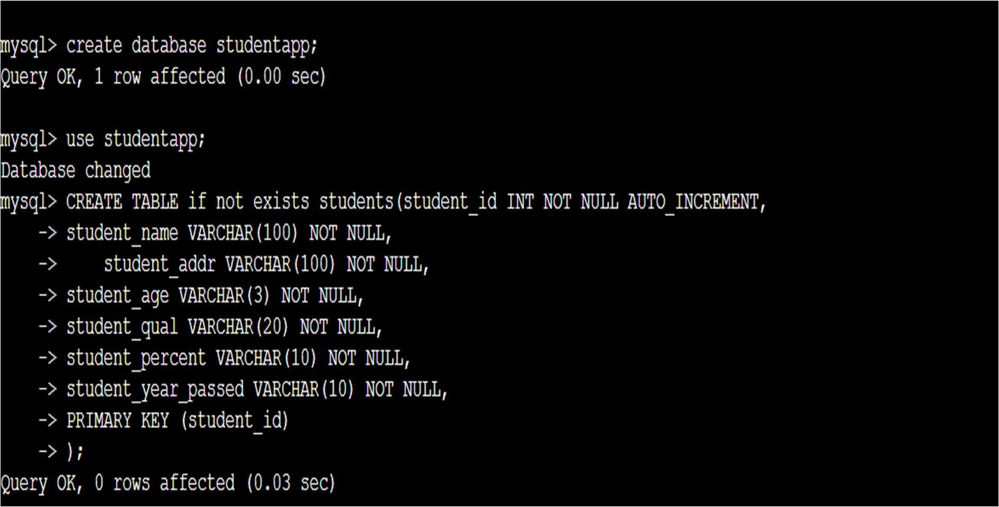 mysql> create database studentapp;
Query OK, 1 row affected (0.00 sec)
mysql> use studentapp;
Database changed
mysql> CREATE TABLE if not exists students(student_id INT NOT NULL AUTO_INCREMENT,
-> student_name VARCHAR(100) NOT NULL,
->     student_addr VARCHAR(100) NOT NULL,
-> student_age VARCHAR(3) NOT NULL,
-> student_qual VARCHAR(20) NOT NULL,
-> student_percent VARCHAR(10) NOT NULL,
-> student_year_passed VARCHAR(10) NOT NULL,
-> PRIMARY KEY (student_id)
-> );
Query OK, 0 rows affected (0.03 sec)